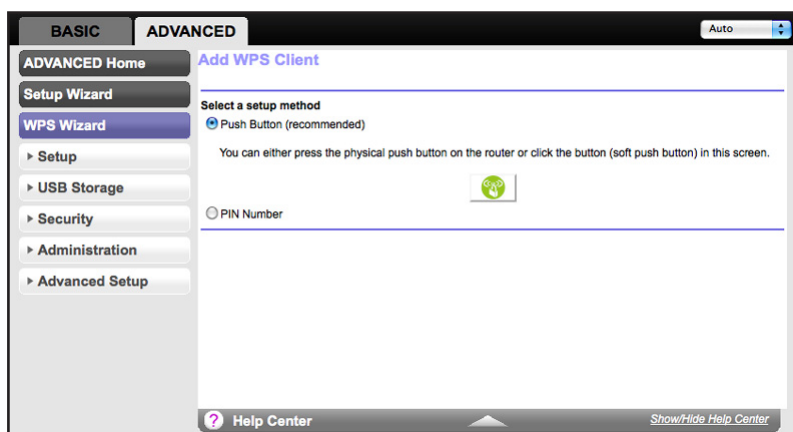 BASIC
ADVANCED
Auto
ADVANCED Home
Setup Wizard
WPS Wizard
Setup
USB Storage
Security
Administration
Advanced Setup
Add WPS Client
Select a setup method
Push Button (recommended)
You can either press the physical push button on the router or click the button (soft push button) in this screen.
PIN Number
? Help Center
Show/Hide Help Center